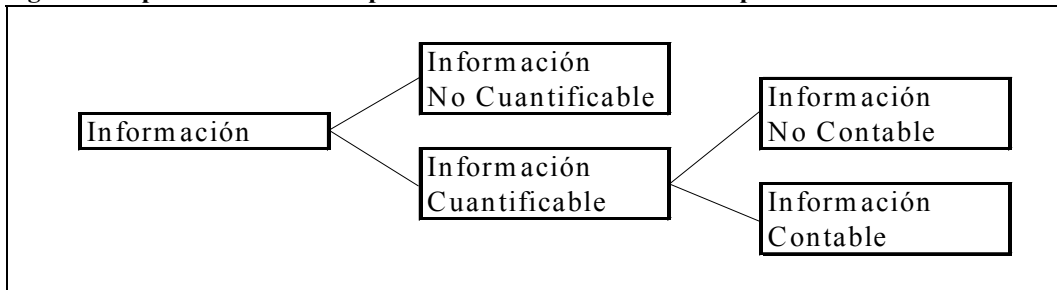 Información
No Cuantificable
Información
Información
Cuantificable
Información
No Contable
Información
Contable